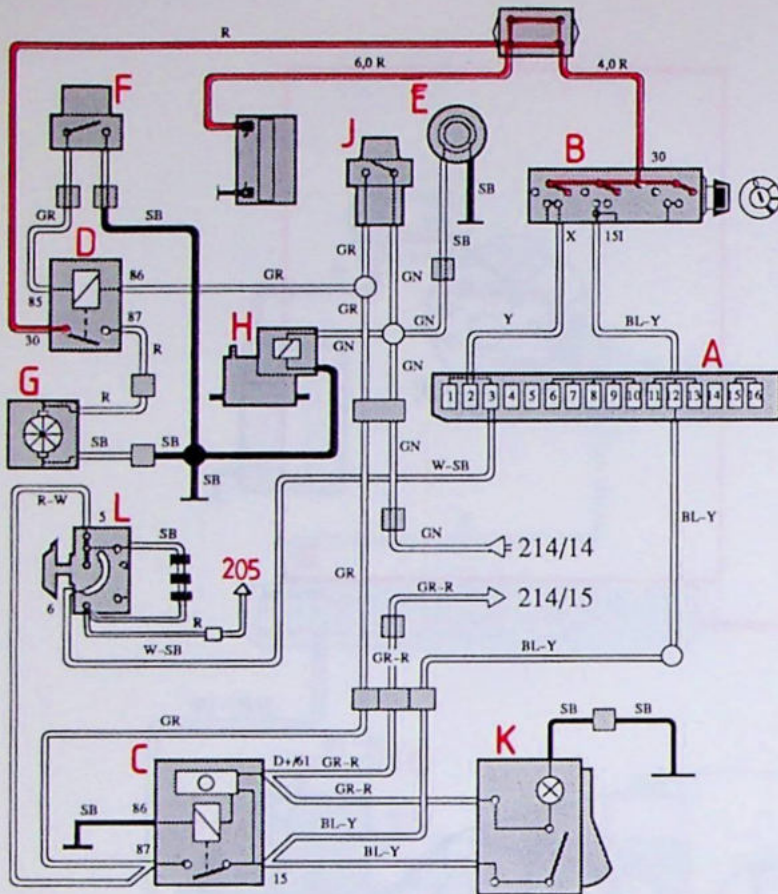 R
6,0 R
4,0 R
F
E
J
B
30
GR
SB
SB
X
15I
D
86
GR
GR
GN
SB
85
87
GN
Y
BL-Y
30
R
H
GN
GR
GN
A
G
R
1 2 3 4 5 6 7 8 9 10 11 12 13 14 15 16
SB
SB
SB
GN
W-SB
R-W
L
5
SB
BL-Y
205
GN
214/14
6
R
GR
GR-R
214/15
W-SB
GR-R
BL-Y
GR
SB
SB
C
D+/61
GR-R
K
GR-R
SB
86
BL-Y
87
BL-Y
15